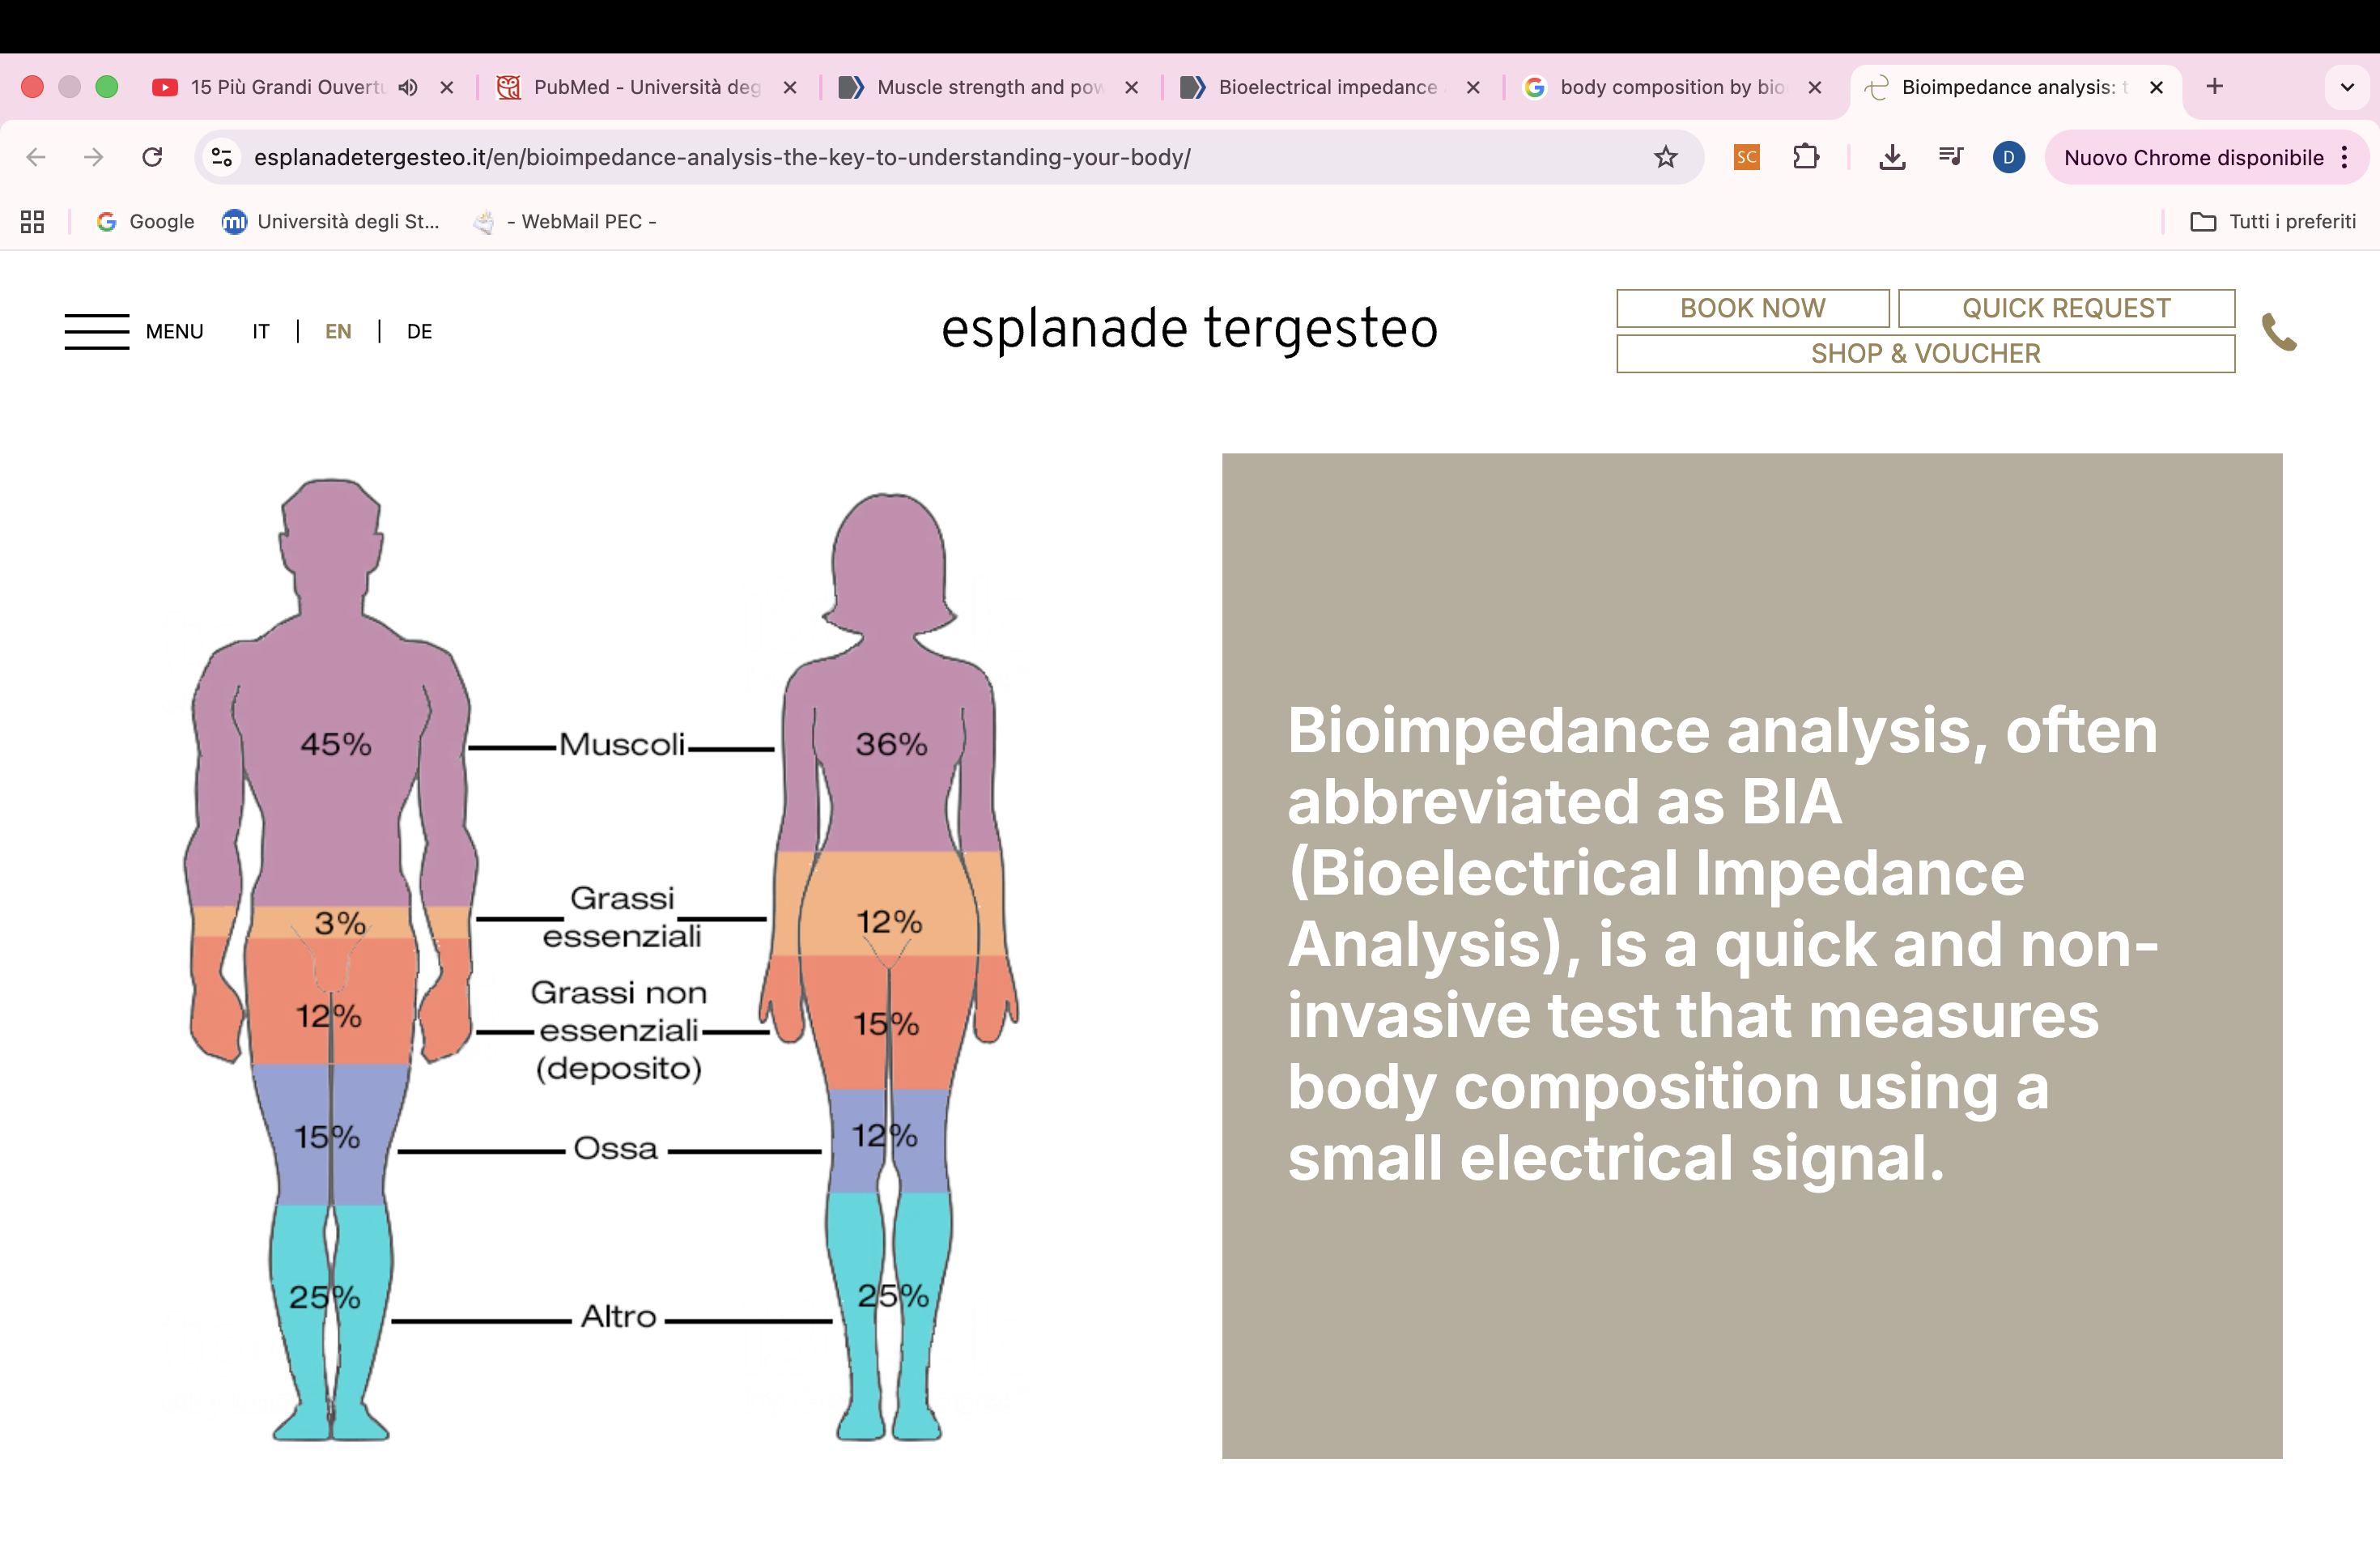 15 Più Grandi Ouvertu
PubMed - Università deg
Muscle strength and pow
Bioelectrical impedance
body composition by bio
Bioimpedance analysis: t
esplanadetergesteo.it/en/bioimpedance-analysis-the-key-to-understanding-your-body/
SC
D
Nuovo Chrome disponibile
Google
mi
Università degli St...
- WebMail PEC -
Tutti i preferiti
MENU
IT | EN | DE
esplanade tergesteo
BOOK NOW
QUICK REQUEST
SHOP & VOUCHER
45% Muscoli 36%
Grassi
3% essenziali 12%
Grassi non
12% essenziali 15%
(deposito)
15% Ossa 12%
25% Altro 25%
Bioimpedance analysis, often
abbreviated as BIA
(Bioelectrical Impedance
Analysis), is a quick and non-
invasive test that measures
body composition using a
small electrical signal.